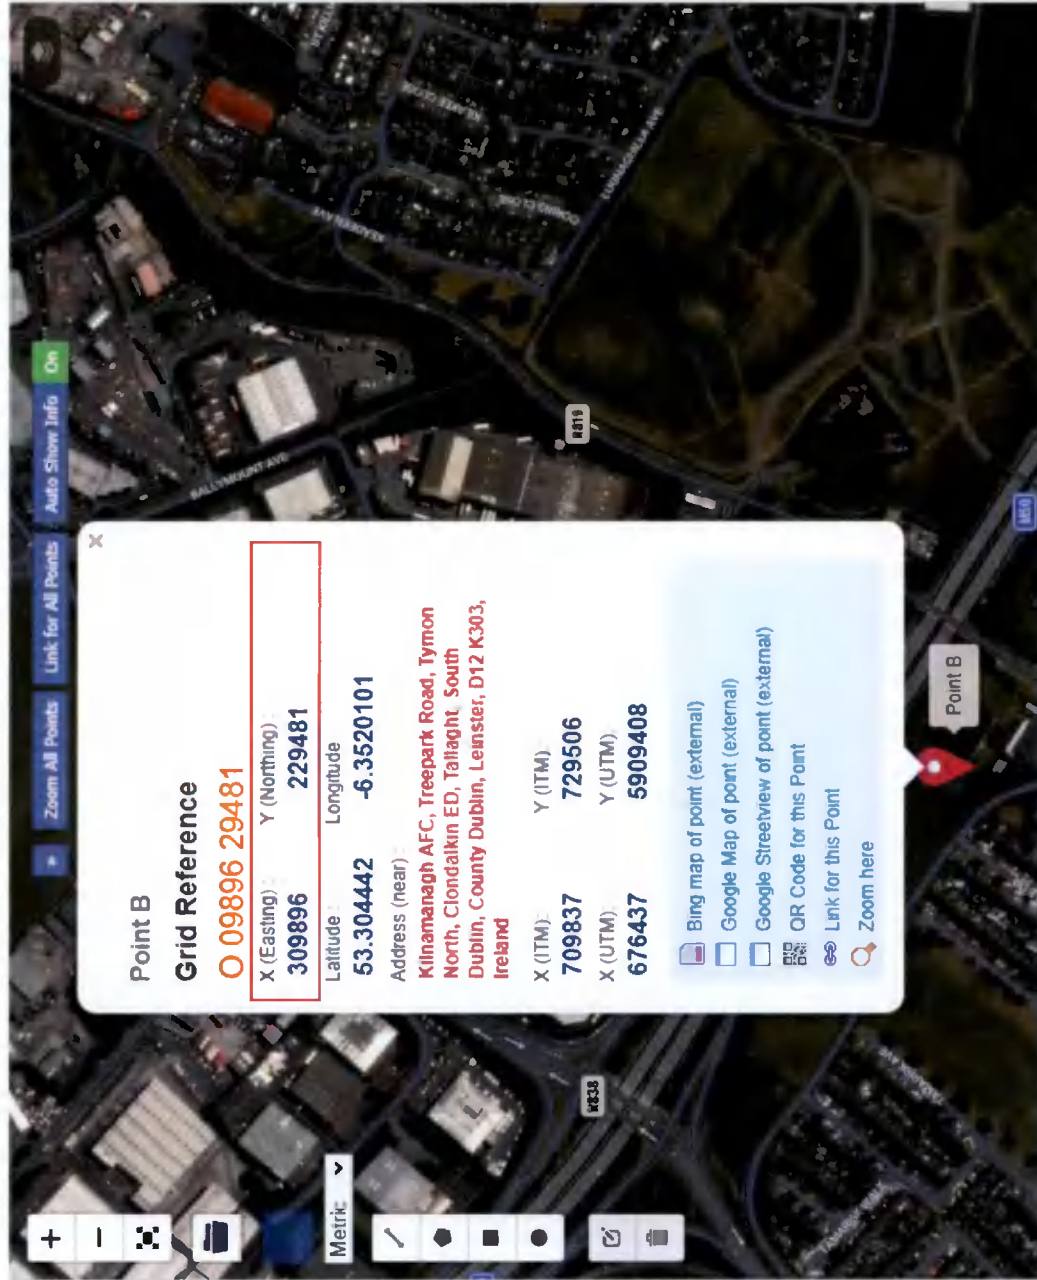 Zoom All Points
Link for All Points
Auto Show Info
On
Point B
Grid Reference
O 09896 29481
X (Easting) :
Y (Northing) :
309896
229481
Latitude :
Longitude
53.304442
-6.3520101
Address (near) :
Kilnamanagh AFC, Treepark Road, Tymon
North, Clondalkin ED, Tallaght, South
Dublin, County Dublin, Leinster, D12 K303,
Ireland
X (ITM):
Y (ITM):
709837
729506
X (UTM):
Y (UTM):
676437
5909408
Bing map of point (external)
Google Map of point (external)
Google Streetview of point (external)
QR Code for this Point
Link for this Point
Zoom here
Point B
Metric
BALLYMOUNT AVE
R819
R838
M50